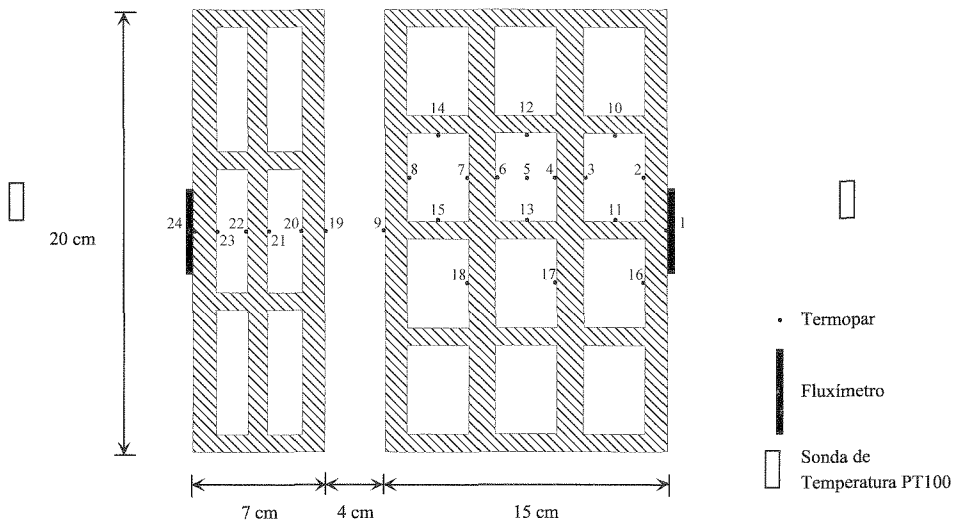 14 12 10
8 7 6 5 4 3 2
24 23 22 21 20 19 9 15 13 11 1
20 cm
18 17 16
Termopar
Fluxímetro
Sonda de
Temperatura PT100
7 cm 4 cm 15 cm